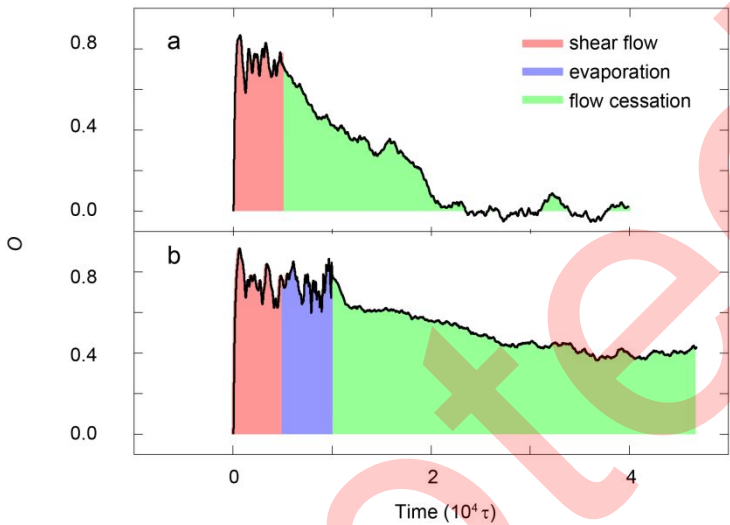 a
shear flow
evaporation
flow cessation
0.8
0.4
0.0
b
0.8
0.4
0.0
O
0
2
4
Time (10⁴ τ)